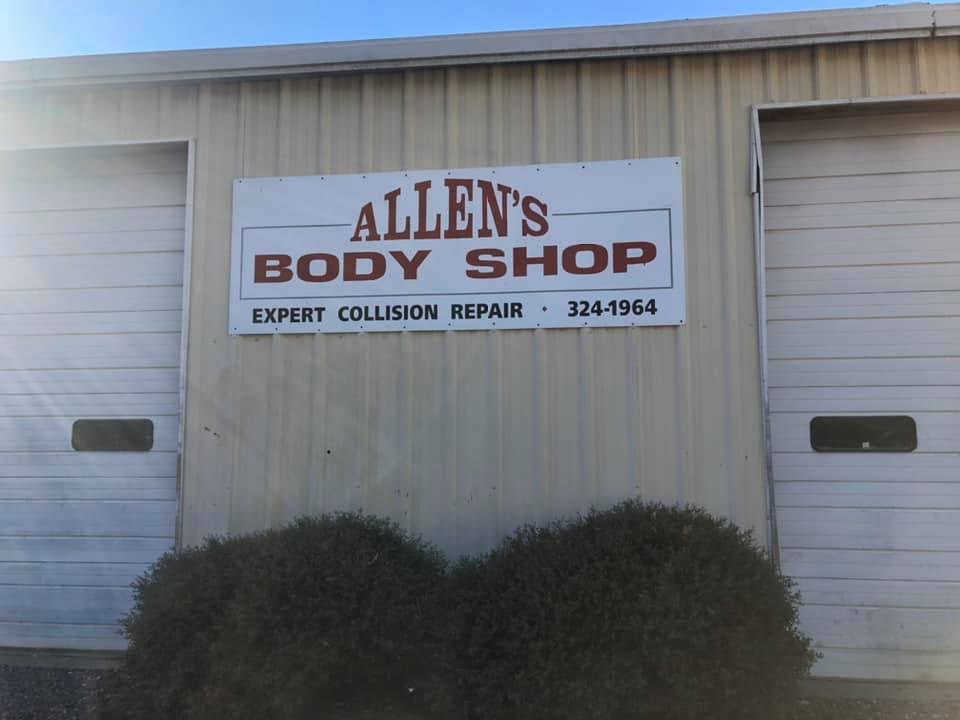 ALLEN'S
BODY SHOP
EXPERT COLLISION REPAIR · 324-1964